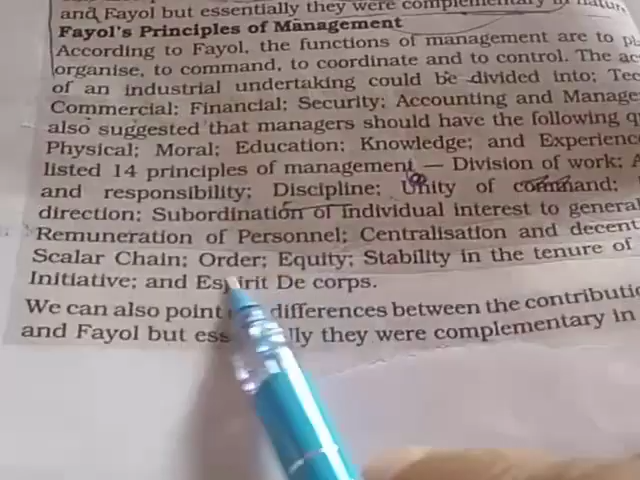 and Fayol but essentially they were complementary in natur
Fayol's Principles of Management
According to Fayol, the functions of management are to pl
organise, to command, to coordinate and to control. The ac
of an industrial undertaking could be divided into; Tec
Commercial; Financial; Security; Accounting and Manage
also suggested that managers should have the following q
Physical; Moral; Education; Knowledge; and Experience
listed 14 principles of management — Division of work; A
and responsibility; Discipline; Unity of command;
direction; Subordination of Individual interest to general
Remuneration of Personnel; Centralisation and decent
Scalar Chain; Order; Equity; Stability in the tenure of
Initiative; and Espirit De corps.
We can also point differences between the contributio
and Fayol but ess lly they were complementary in